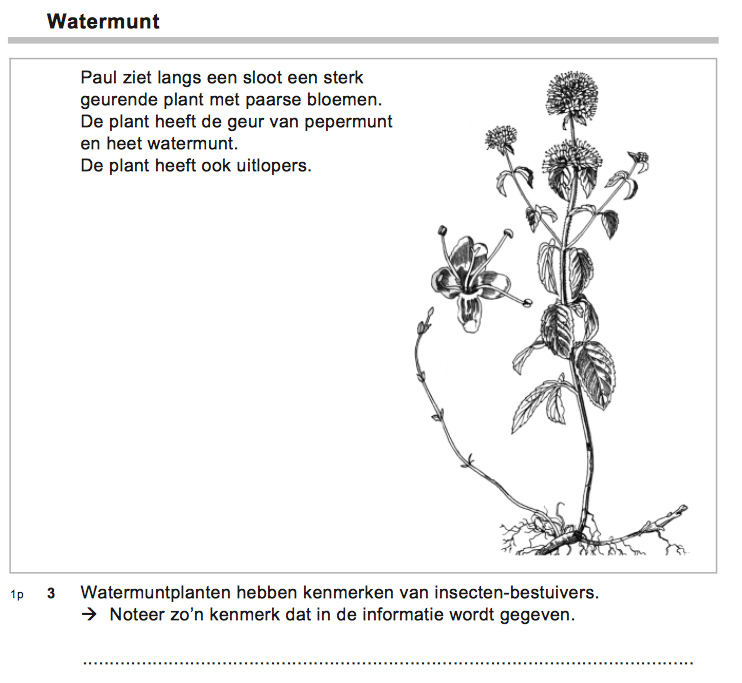 Watermunt
Paul ziet langs een sloot een sterk
geurende plant met paarse bloemen.
De plant heeft de geur van pepermunt
en heet watermunt.
De plant heeft ook uitlopers.
1p 3 Watermuntplanten hebben kenmerken van insecten-bestuivers.
→ Noteer zo'n kenmerk dat in de informatie wordt gegeven.
....................................................................................................................